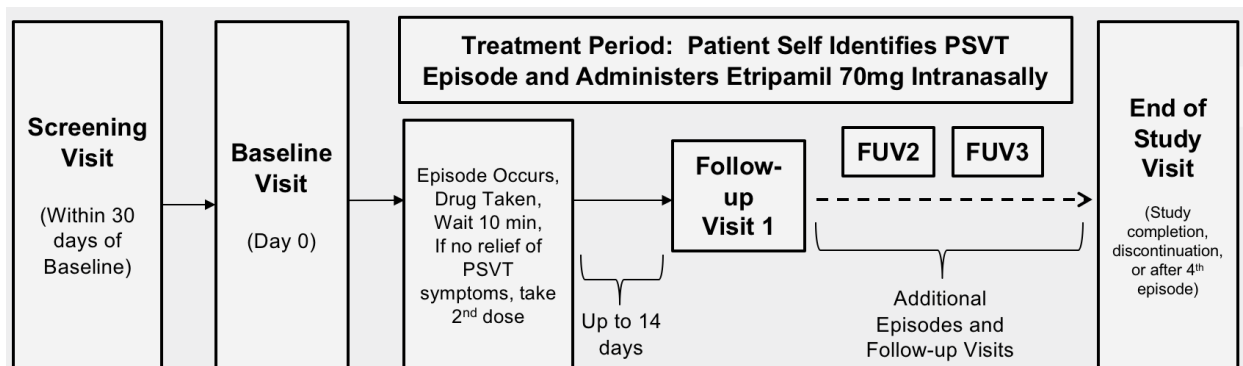 Treatment Period:  Patient Self Identifies PSVT
Episode and Administers Etripamil 70mg Intranasally
Screening
Visit
(Within 30
days of
Baseline)
Baseline
Visit
(Day 0)
Episode Occurs,
Drug Taken,
Wait 10 min,
If no relief of
PSVT
symptoms, take
2nd dose
Up to 14
days
Follow-
up
Visit 1
FUV2
FUV3
Additional
Episodes and
Follow-up Visits
End of
Study
Visit
(Study
completion,
discontinuation,
or after 4th
episode)